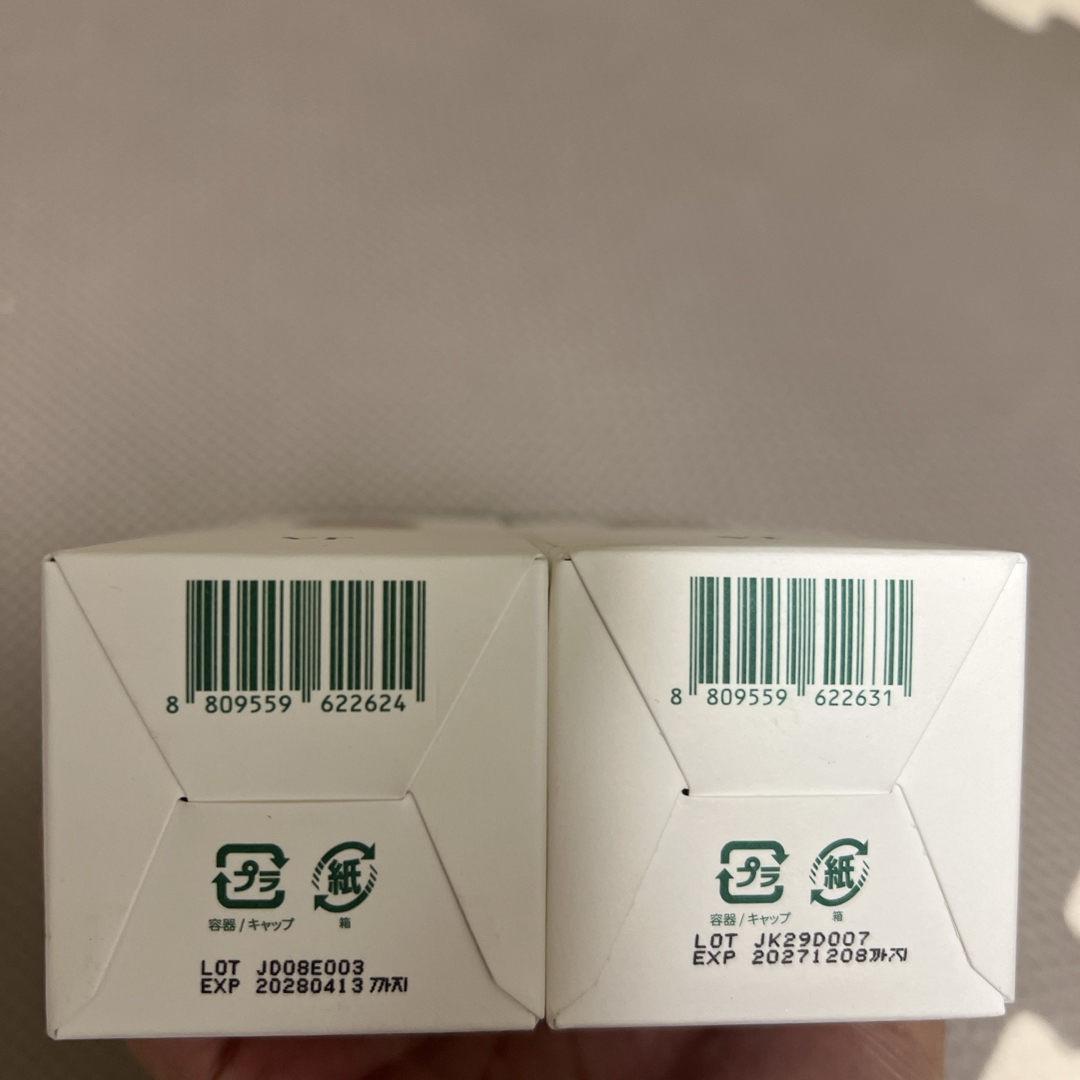 8 809559 622624
プラ 紙
容器/キャップ 箱
LOT JD08E003
EXP 20280413까지
8 809559 622631
プラ 紙
容器/キャップ 箱
LOT JK29D007
EXP 20271208까지